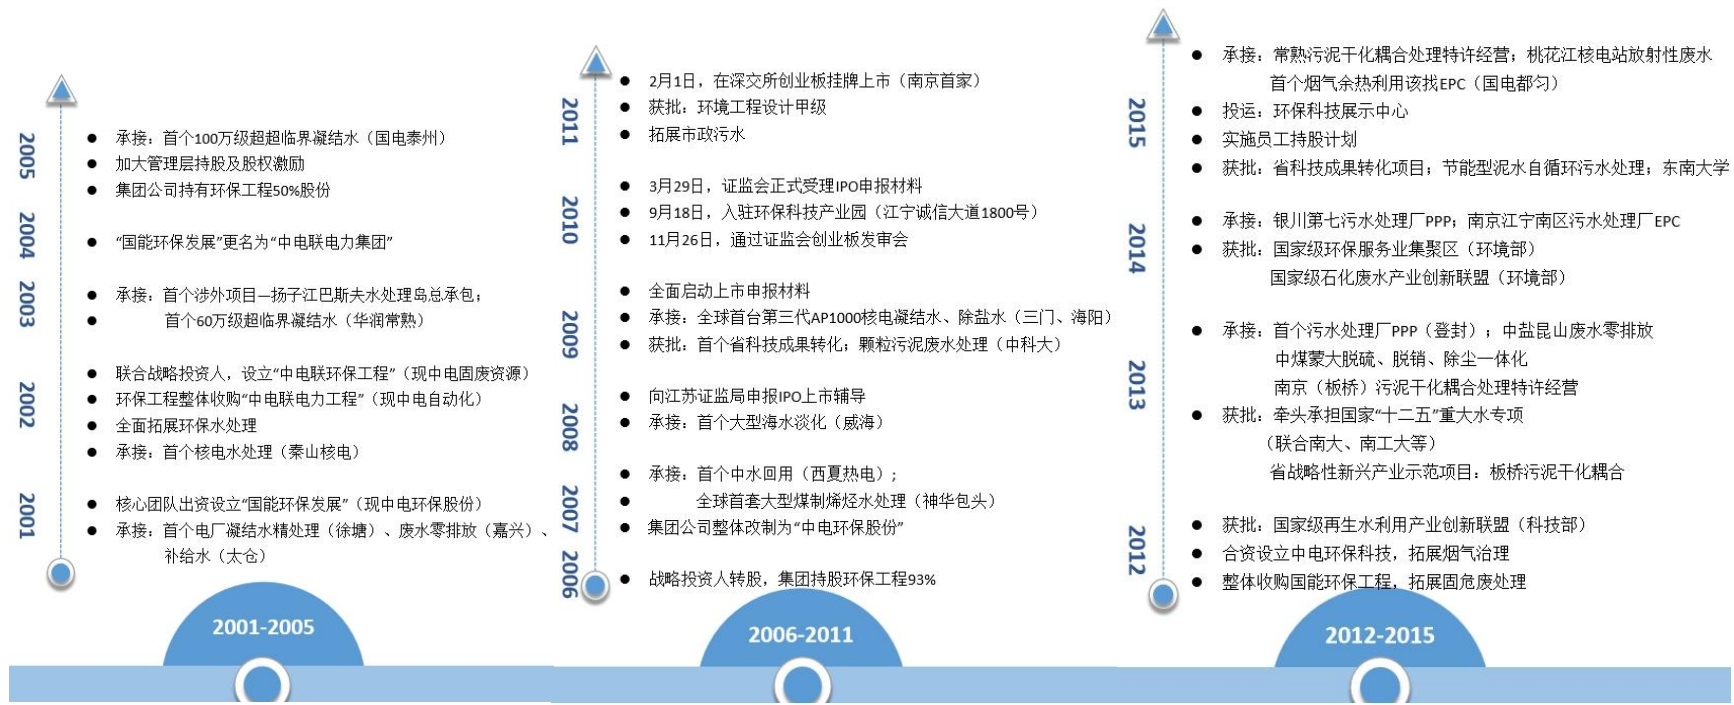 2005
承接：首个100万级超超临界凝结水（国电泰州）
加大管理层持股及股权激励
集团公司持有环保工程50%股份
2004
“国能环保发展”更名为“中电联电力集团”
2003
承接：首个涉外项目—扬子江巴斯夫水处理岛总承包；
首个60万级超临界凝结水（华润常熟）
2002
联合战略投资人，设立“中电联环保工程”（现中电固废资源）
环保工程整体收购“中电联电力工程”（现中电自动化）
全面拓展环保水处理
承接：首个核电水处理（秦山核电）
2001
核心团队出资设立“国能环保发展”（现中电环保股份）
承接：首个电厂凝结水精处理（徐塘）、废水零排放（嘉兴）、
补给水（太仓）
2001-2005
2011
2月1日，在深交所创业板挂牌上市（南京首家）
获批：环境工程设计甲级
拓展市政污水
2010
3月29日，证监会正式受理IPO申报材料
9月18日，入驻环保科技产业园（江宁诚信大道1800号）
11月26日，通过证监会创业板发审会
2009
全面启动上市申报材料
承接：全球首台第三代AP1000核电凝结水、除盐水（三门、海阳）
获批：首个省科技成果转化；颗粒污泥废水处理（中科大）
2008
向江苏证监局申报IPO上市辅导
承接：首个大型海水淡化（威海）
2007
承接：首个中水回用（西夏热电）;
全球首套大型煤制烯烃水处理（神华包头）
集团公司整体改制为“中电环保股份”
2006
战略投资人转股，集团持股环保工程93%
2006-2011
2015
承接：常熟污泥干化耦合处理特许经营；桃花江核电站放射性废水
首个烟气余热利用该找EPC（国电都匀）
投运：环保科技展示中心
实施员工持股计划
获批：省科技成果转化项目；节能型泥水自循环污水处理；东南大学
2014
承接：银川第七污水处理厂PPP；南京江宁南区污水处理厂EPC
获批：国家级环保服务业集聚区（环境部）
国家级石化废水产业创新联盟（环境部）
2013
承接：首个污水处理厂PPP（登封）；中盐昆山废水零排放
中煤蒙大脱硫、脱销、除尘一体化
南京（板桥）污泥干化耦合处理特许经营
获批：牵头承担国家“十二五”重大水专项
（联合南大、南工大等）
省战略性新兴产业示范项目：板桥污泥干化耦合
2012
获批：国家级再生水利用产业创新联盟（科技部）
合资设立中电环保科技，拓展烟气治理
整体收购国能环保工程，拓展固危废处理
2012-2015